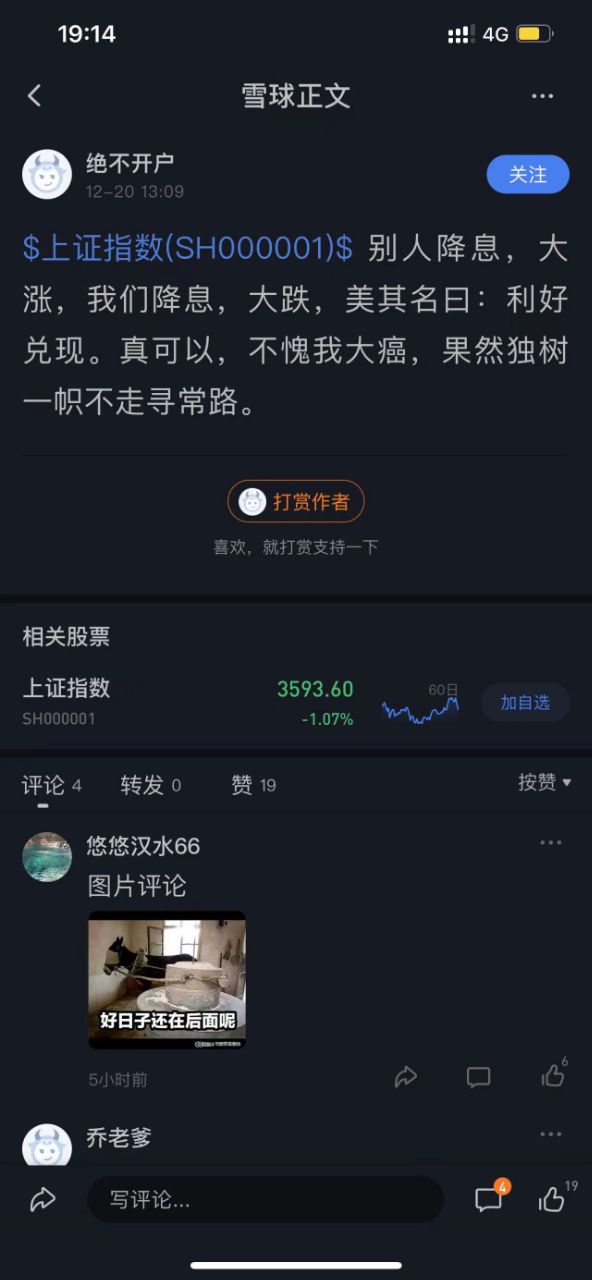 19:14
4G
雪球正文
绝不开户
12-20 13:09
关注
$上证指数(SH000001)$ 别人降息，大
涨，我们降息，大跌，美其名曰：利好
兑现。真可以，不愧我大癌，果然独树
一帜不走寻常路。
打赏作者
喜欢，就打赏支持一下
相关股票
上证指数
3593.60
60日
加自选
SH000001
-1.07%
评论 4
转发 0
赞 19
按赞
悠悠汉水66
图片评论
好日子还在后面呢
5小时前
6
乔老爹
写评论...
4
19